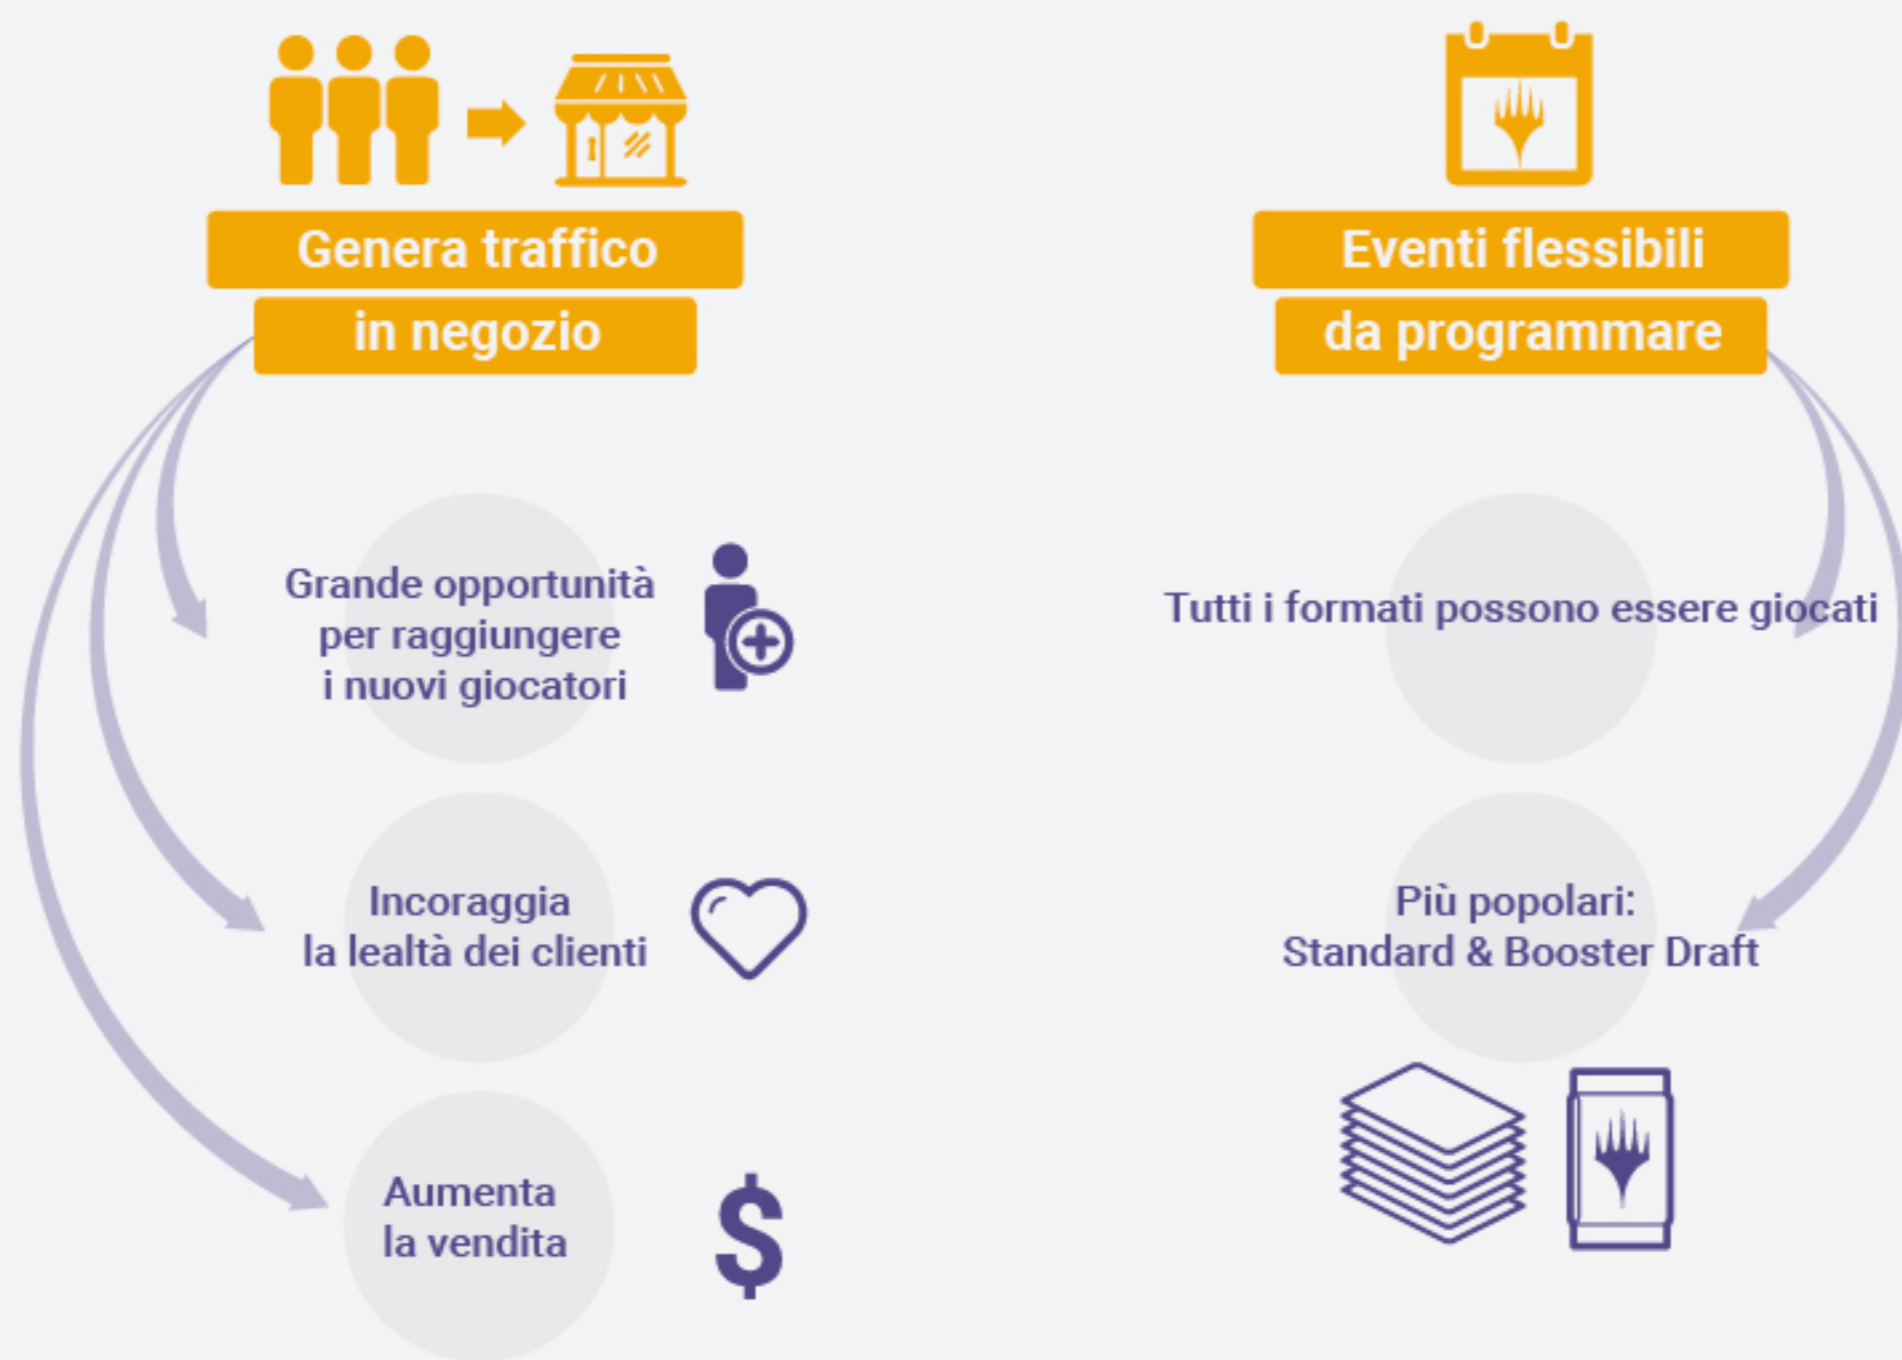 Genera traffico
in negozio
Grande opportunità
per raggiungere
i nuovi giocatori
Incoraggia
la lealtà dei clienti
Aumenta
la vendita
$
Eventi flessibili
da programmare
Tutti i formati possono essere giocati
Più popolari:
Standard & Booster Draft